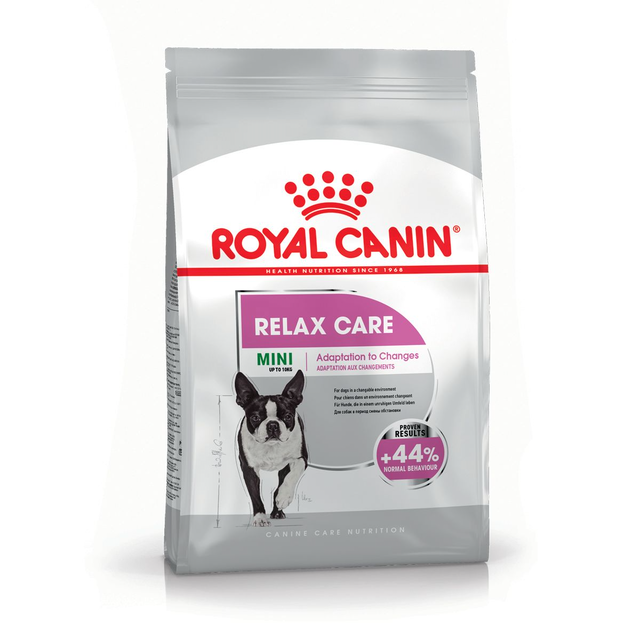 ROYAL CANIN®
HEALTH NUTRITION SINCE 1968
RELAX CARE
MINI
UP TO 10KG
Adaptation to Changes
ADAPTATION AUX CHANGEMENTS
For dogs in a changeable environment
Pour chiens dans un environnement changeant
Für Hunde, die in einem unruhigen Umfeld leben
Для собак в период смены обстановки
PROVEN
RESULTS
+44%
NORMAL BEHAVIOUR
CANINE CARE NUTRITION